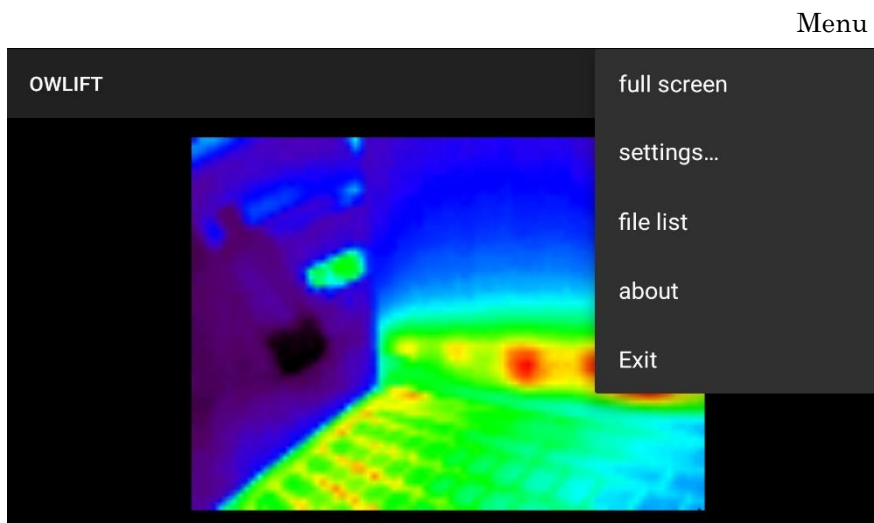 Menu
OWLIFT
full screen
settings…
file list
about
Exit